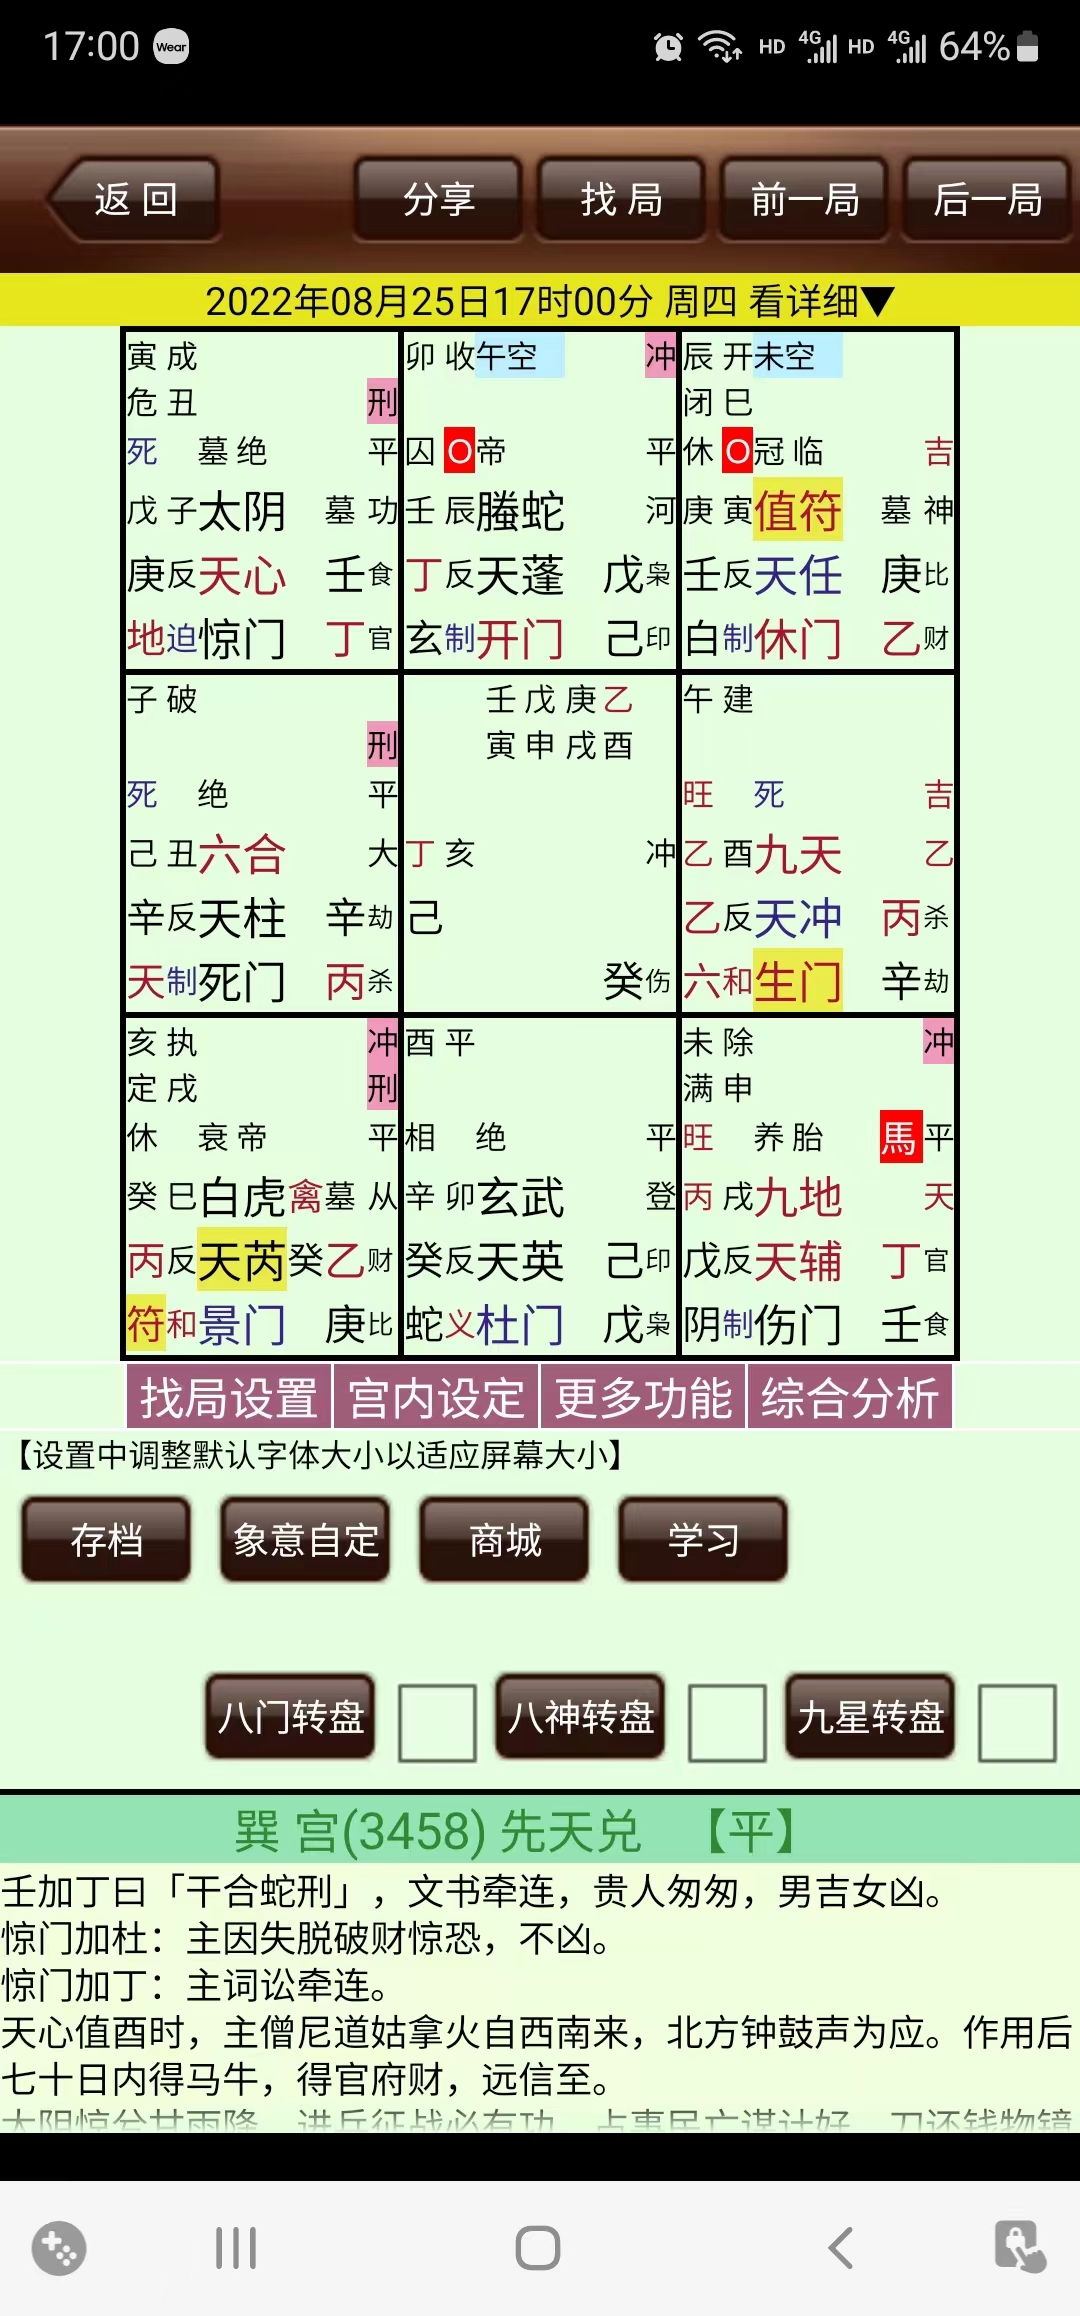 17:00 Wear HD 4G HD 4G 64%
返 回 分享 找 局 前一局 后一局
2022年08月25日17时00分 周四 看详细▼
寅 成
危 丑 刑
死 墓 绝 平
戊 子 太阴 墓 功
庚 反 天心 壬 食
地 迫 惊门 丁 官
卯 收 午空 冲
囚 O 帝 平
壬 辰 螣蛇 河
丁 反 天蓬 戊 枭
玄 制 开门 己 印
辰 开 未空
闭 巳
休 O 冠 临 吉
庚 寅 值符 墓 神
壬 反 天任 庚 比
白 制 休门 乙 财
子 破
刑
死 绝 平
己 丑 六合 大
辛 反 天柱 辛 劫
天 制 死门 丙 杀
壬 戊 庚 乙
寅 申 戌 酉
丁 亥 冲
己
癸 伤
午 建
旺 死 吉
乙 酉 九天 乙
乙 反 天冲 丙 杀
六 和 生门 辛 劫
亥 执 冲
定 戌 刑
休 衰 帝 平
癸 巳 白虎 禽 墓 从
丙 反 天芮 癸 乙 财
符 和 景门 庚 比
酉 平
相 绝 平
辛 卯 玄武 登
癸 反 天英 己 印
蛇 义 杜门 戊 枭
未 除 冲
满 申
旺 养 胎 馬 平
丙 戌 九地 天
戊 反 天辅 丁 官
阴 制 伤门 壬 食
找局设置 宫内设定 更多功能 综合分析
【设置中调整默认字体大小以适应屏幕大小】
存档 象意自定 商城 学习
八门转盘 八神转盘 九星转盘
巽 宫(3458) 先天兑 【平】
壬加丁曰「干合蛇刑」，文书牵连，贵人匆匆，男吉女凶。
惊门加杜：主因失脱破财惊恐，不凶。
惊门加丁：主词讼牵连。
天心值酉时，主僧尼道姑拿火自西南来，北方钟鼓声为应。作用后
七十日内得马牛，得官府财，远信至。